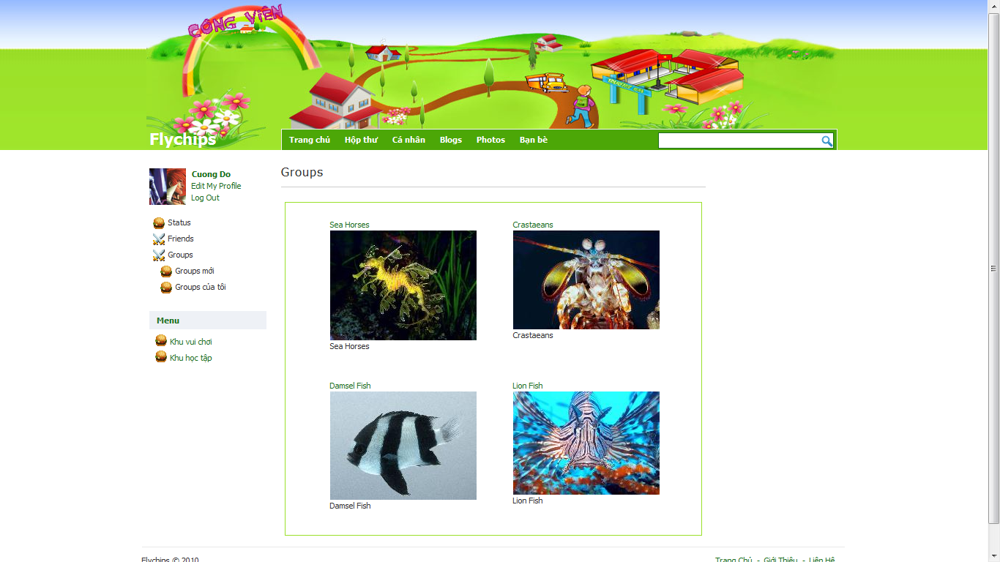 CÔNG VIÊN
Flychips
Trang chủ Hộp thư Cá nhân Blogs Photos Bạn bè
Cuong Do
Edit My Profile
Log Out
Status
Friends
Groups
Groups mới
Groups của tôi
Menu
Khu vui chơi
Khu học tập
Groups
Sea Horses
Sea Horses
Crastaeans
Crastaeans
Damsel Fish
Damsel Fish
Lion Fish
Lion Fish
Flychips © 2010
Trang Chủ - Giới Thiệu - Liên Hệ